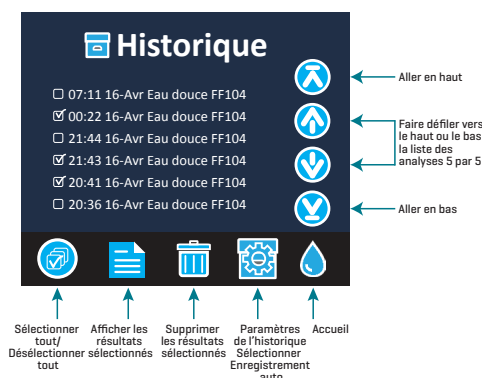 Historique
07:11 16-Avr Eau douce FF104
00:22 16-Avr Eau douce FF104
21:44 16-Avr Eau douce FF104
21:43 16-Avr Eau douce FF104
20:41 16-Avr Eau douce FF104
20:36 16-Avr Eau douce FF104
Aller en haut
Faire défiler vers
le haut ou le bas
la liste des
analyses 5 par 5
Aller en bas
Sélectionner
tout/
Désélectionner
tout
Afficher les
résultats
sélectionnés
Supprimer
les résultats
sélectionnés
Paramètres
de l'historique
Sélectionner
Enregistrement
auto
Accueil